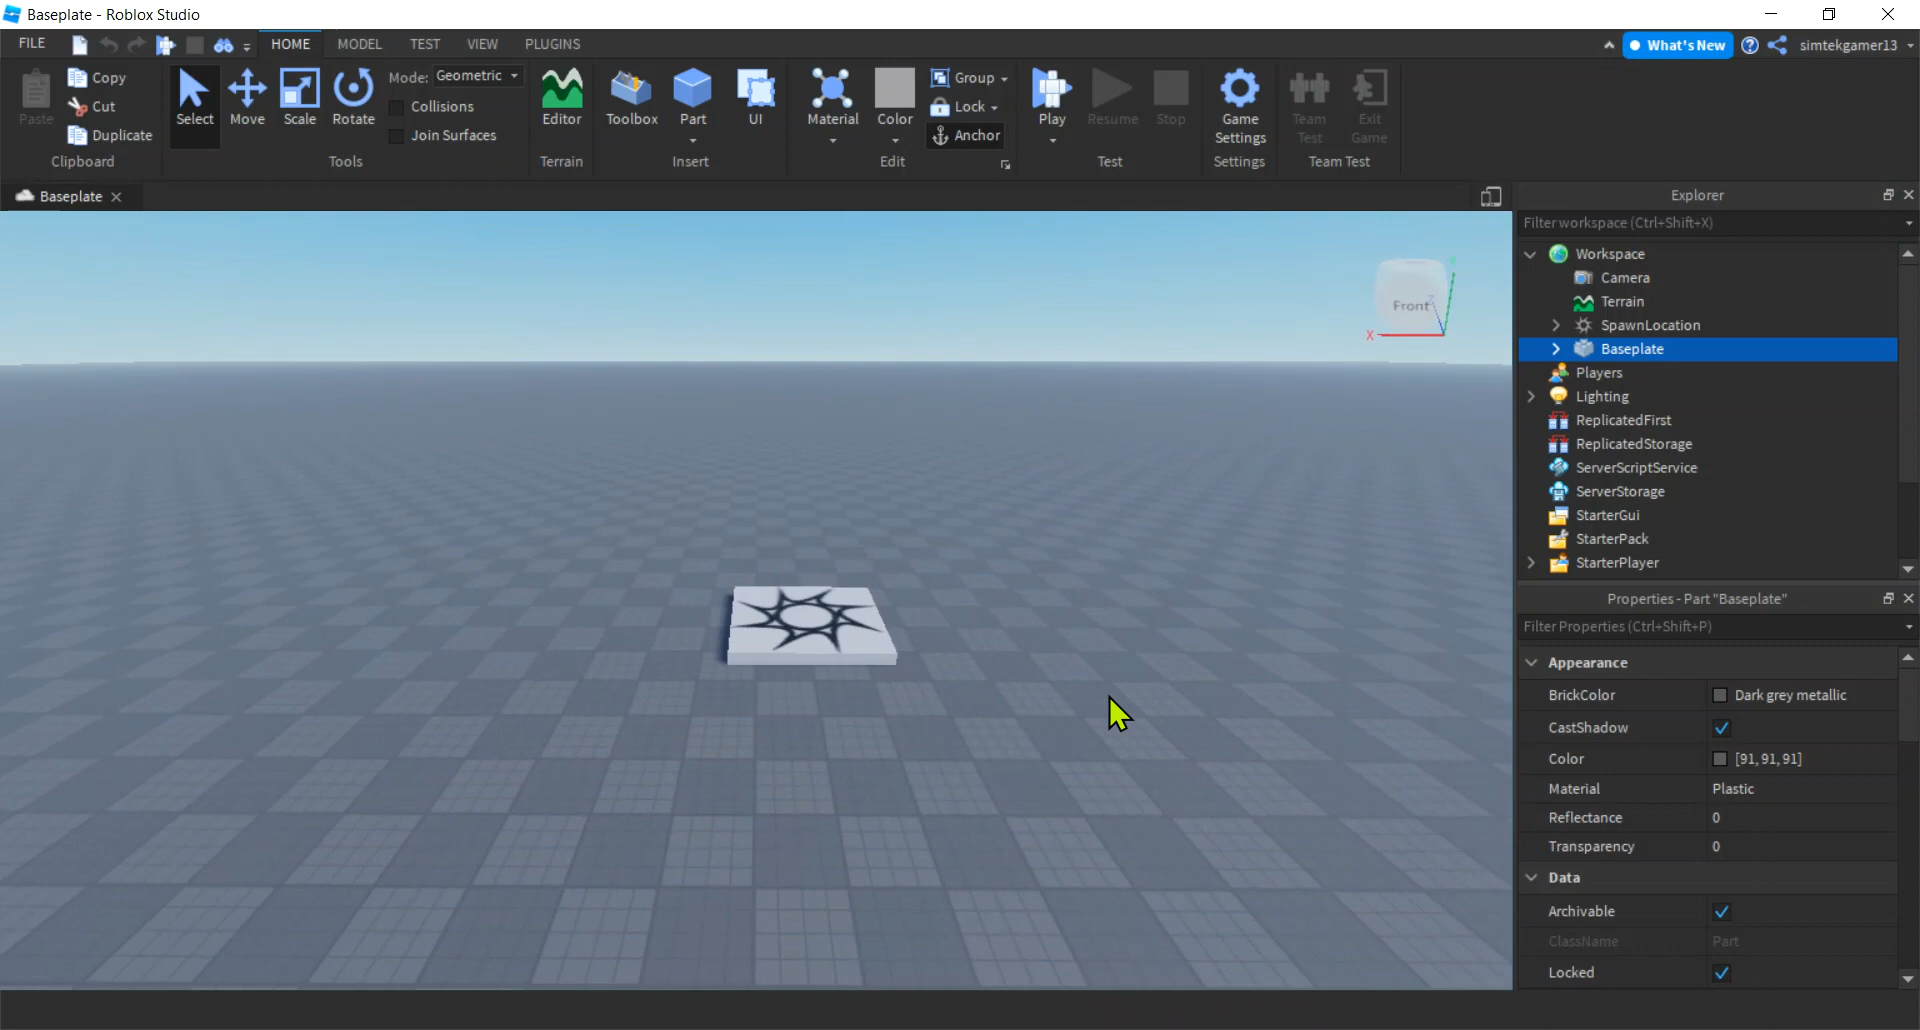 Baseplate - Roblox Studio
FILE HOME MODEL TEST VIEW PLUGINS What's New simtekgamer13
Paste Copy Cut Duplicate
Clipboard
Select Move Scale Rotate Mode: Geometric
Collisions
Join Surfaces
Tools
Editor
Terrain
Toolbox Part UI
Insert
Material Color Group
Lock
Anchor
Edit
Play Resume Stop
Test
Game
Settings
Settings
Team
Test
Exit
Game
Team Test
Baseplate
Front
X
Z
Explorer
Filter workspace (Ctrl+Shift+X)
Workspace
Camera
Terrain
SpawnLocation
Baseplate
Players
Lighting
ReplicatedFirst
ReplicatedStorage
ServerScriptService
ServerStorage
StarterGui
StarterPack
StarterPlayer
Properties - Part "Baseplate"
Filter Properties (Ctrl+Shift+P)
Appearance
BrickColor Dark grey metallic
CastShadow
Color [91, 91, 91]
Material Plastic
Reflectance 0
Transparency 0
Data
Archivable
ClassName Part
Locked